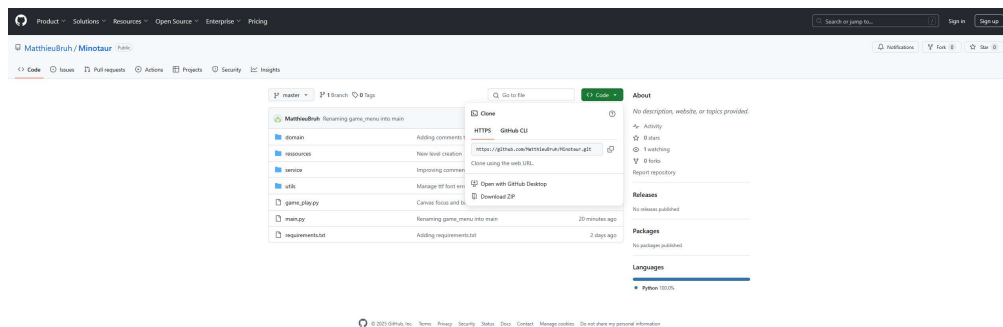 Product Solutions Resources Open Source Enterprise Pricing Search or jump to... / Sign in Sign up
MatthieuBruh / Minotaur Public Notifications Fork 0 Star 0
Code Issues Pull requests Actions Projects Security Insights
master 1 Branch 0 Tags Go to file Code
MatthieuBruh Renaming game_menu into main
domain Adding comments
ressources New level creation
service Improving commen
utils Manage ttf font err
game_play.py Canvas focus and ba
main.py Renaming game_menu into main 20 minutes ago
requirements.txt Adding requirements.txt 2 days ago
Clone
HTTPS GitHub CLI
https://github.com/MatthieuBruh/Minotaur.git
Clone using the web URL.
Open with GitHub Desktop
Download ZIP
About
No description, website, or topics provided.
Activity
0 stars
1 watching
0 forks
Report repository
Releases
No releases published
Packages
No packages published
Languages
Python 100.0%
© 2025 GitHub, Inc. Terms Privacy Security Status Docs Contact Manage cookies Do not share my personal information